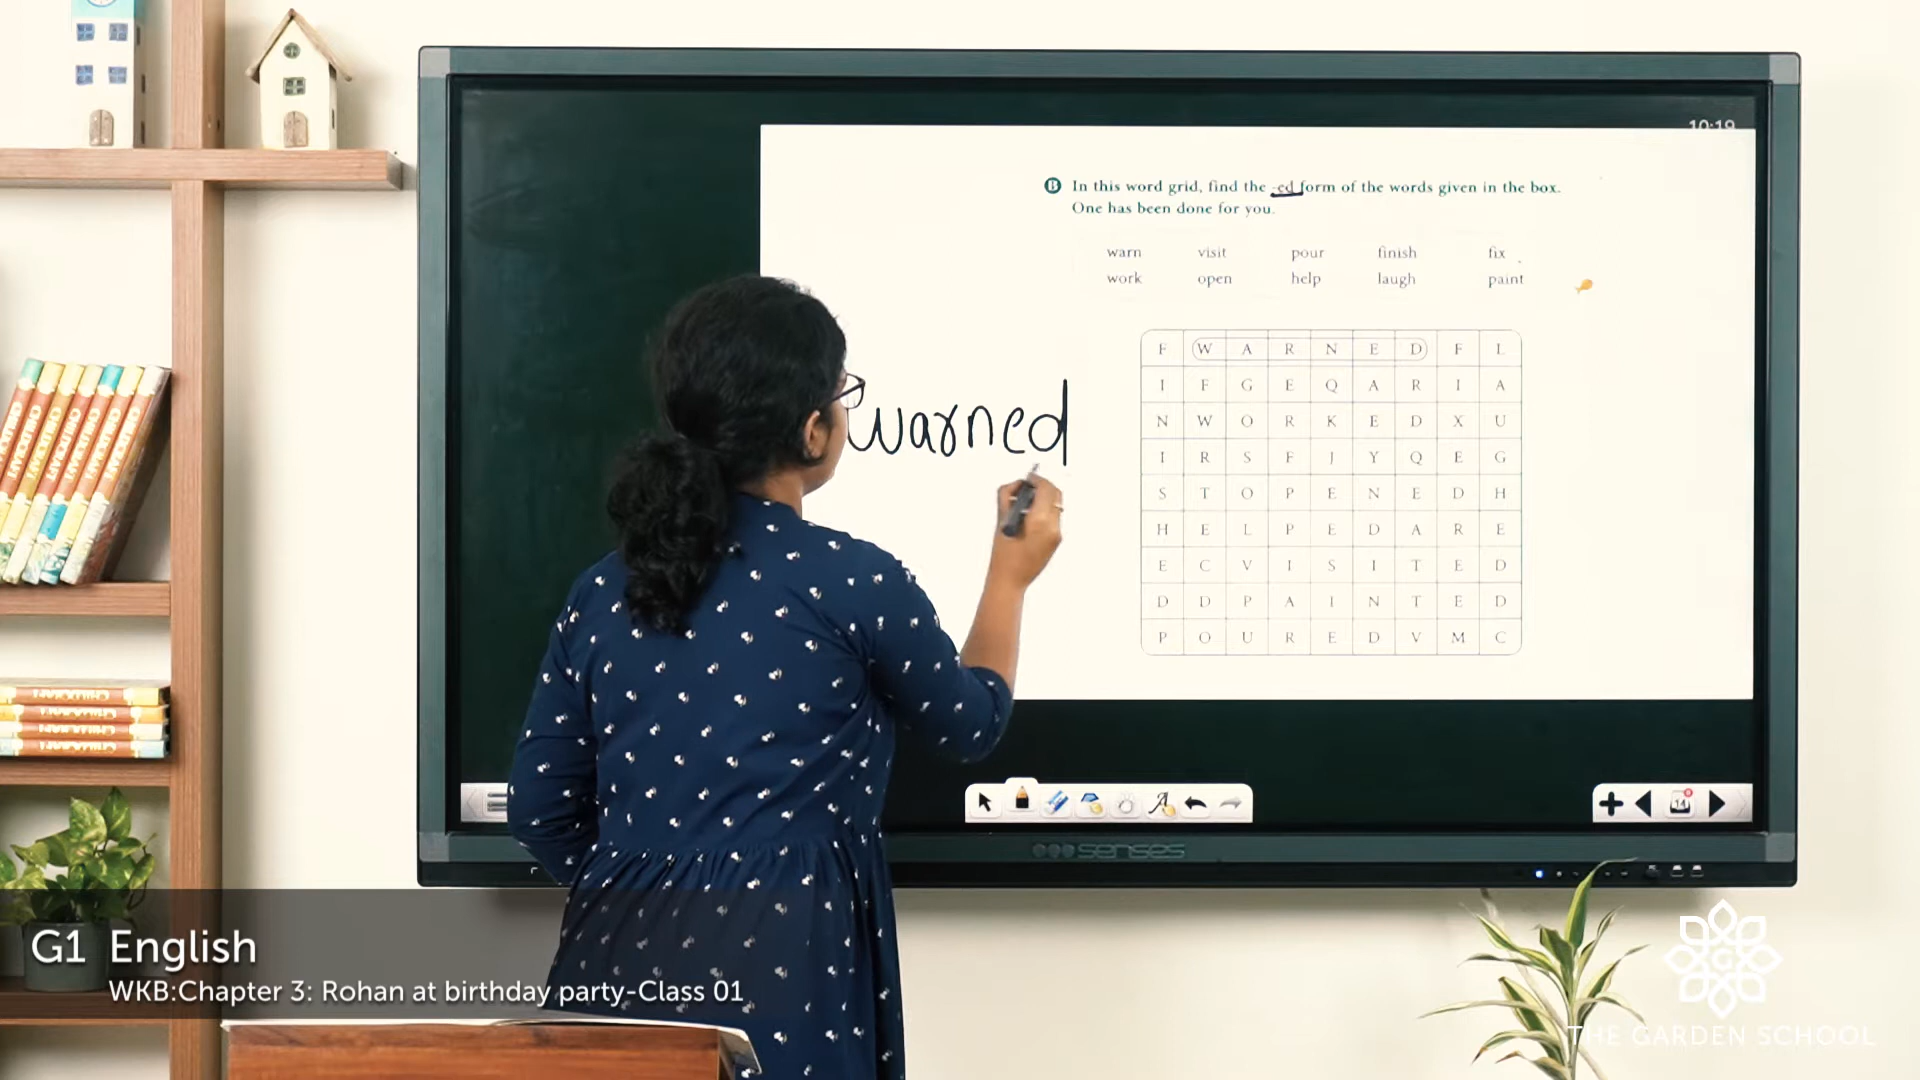 10:19
B In this word grid, find the -ed form of the words given in the box.
One has been done for you.
warn visit pour finish fix
work open help laugh paint
warned
F W A R N E D F L
I F G E Q A R I A
N W O R K E D X U
I R S F J Y Q E G
S T O P E N E D H
H E L P E D A R E
E C V I S I T E D
D D P A I N T E D
P O U R E D V M C
14
senses
G1 English
WKB:Chapter 3: Rohan at birthday party-Class 01
G
THE GARDEN SCHOOL